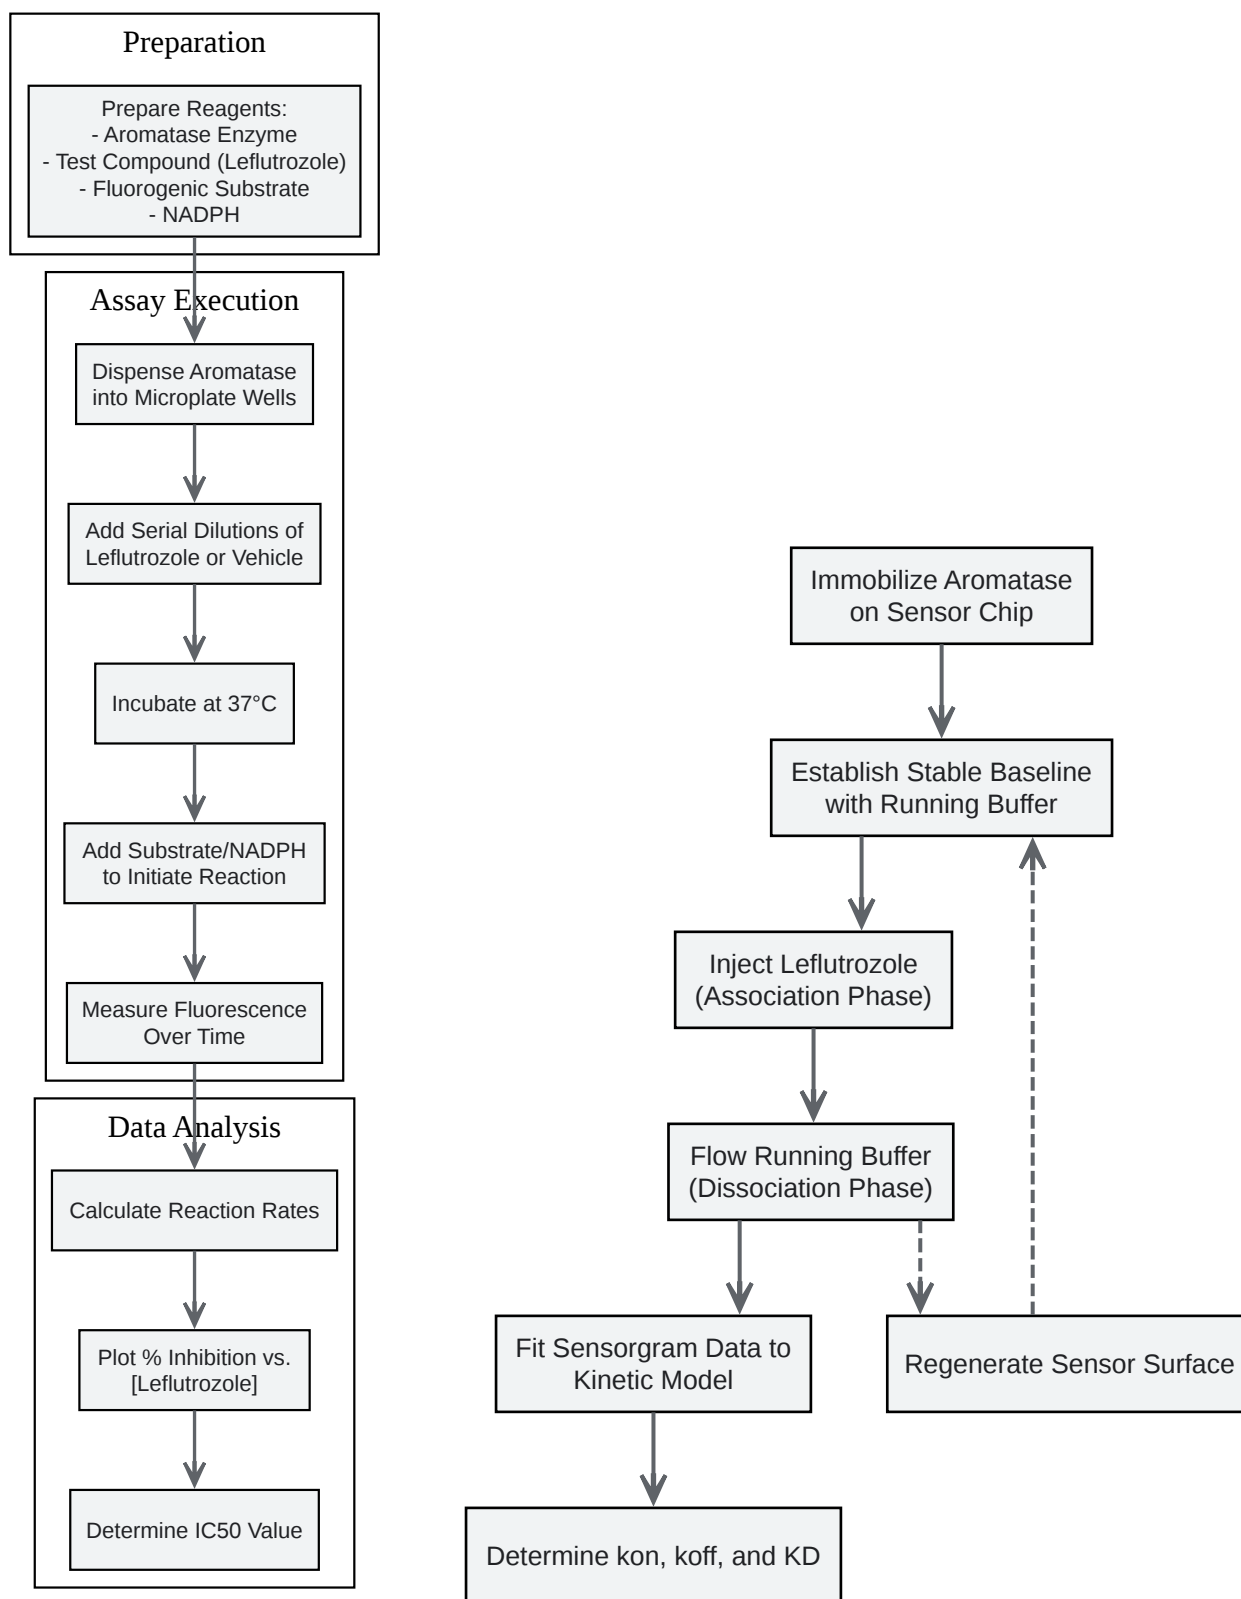 Preparation
Prepare Reagents:
- Aromatase Enzyme
- Test Compound (Leflutrozole)
- Fluorogenic Substrate
- NADPH
Assay Execution
Dispense Aromatase
into Microplate Wells
Add Serial Dilutions of
Leflutrozole or Vehicle
Incubate at 37°C
Add Substrate/NADPH
to Initiate Reaction
Measure Fluorescence
Over Time
Data Analysis
Calculate Reaction Rates
Plot % Inhibition vs.
[Leflutrozole]
Determine IC50 Value
Immobilize Aromatase
on Sensor Chip
Establish Stable Baseline
with Running Buffer
Inject Leflutrozole
(Association Phase)
Flow Running Buffer
(Dissociation Phase)
Fit Sensorgram Data to
Kinetic Model
Regenerate Sensor Surface
Determine kon, koff, and KD